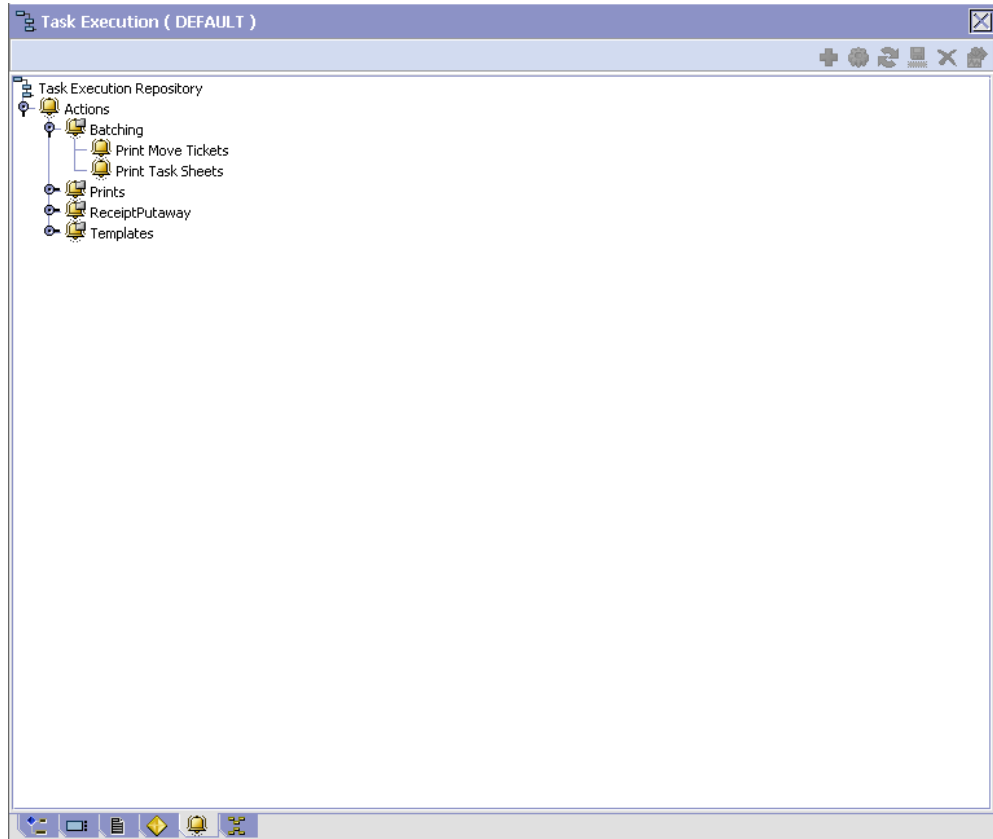 Task Execution ( DEFAULT )
Task Execution Repository
Actions
Batching
Print Move Tickets
Print Task Sheets
Prints
ReceiptPutaway
Templates